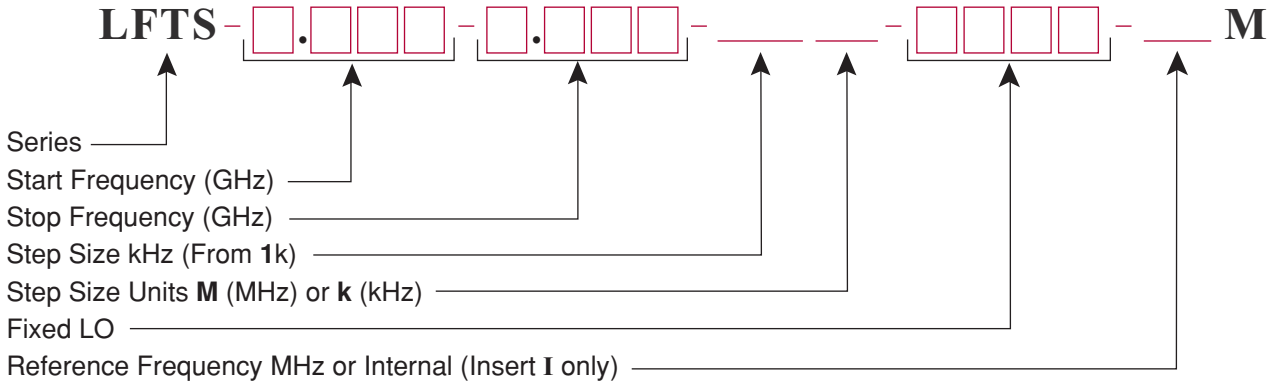 LFTS - . - . - - - M
Series
Start Frequency (GHz)
Stop Frequency (GHz)
Step Size kHz (From 1k)
Step Size Units M (MHz) or k (kHz)
Fixed LO
Reference Frequency MHz or Internal (Insert I only)